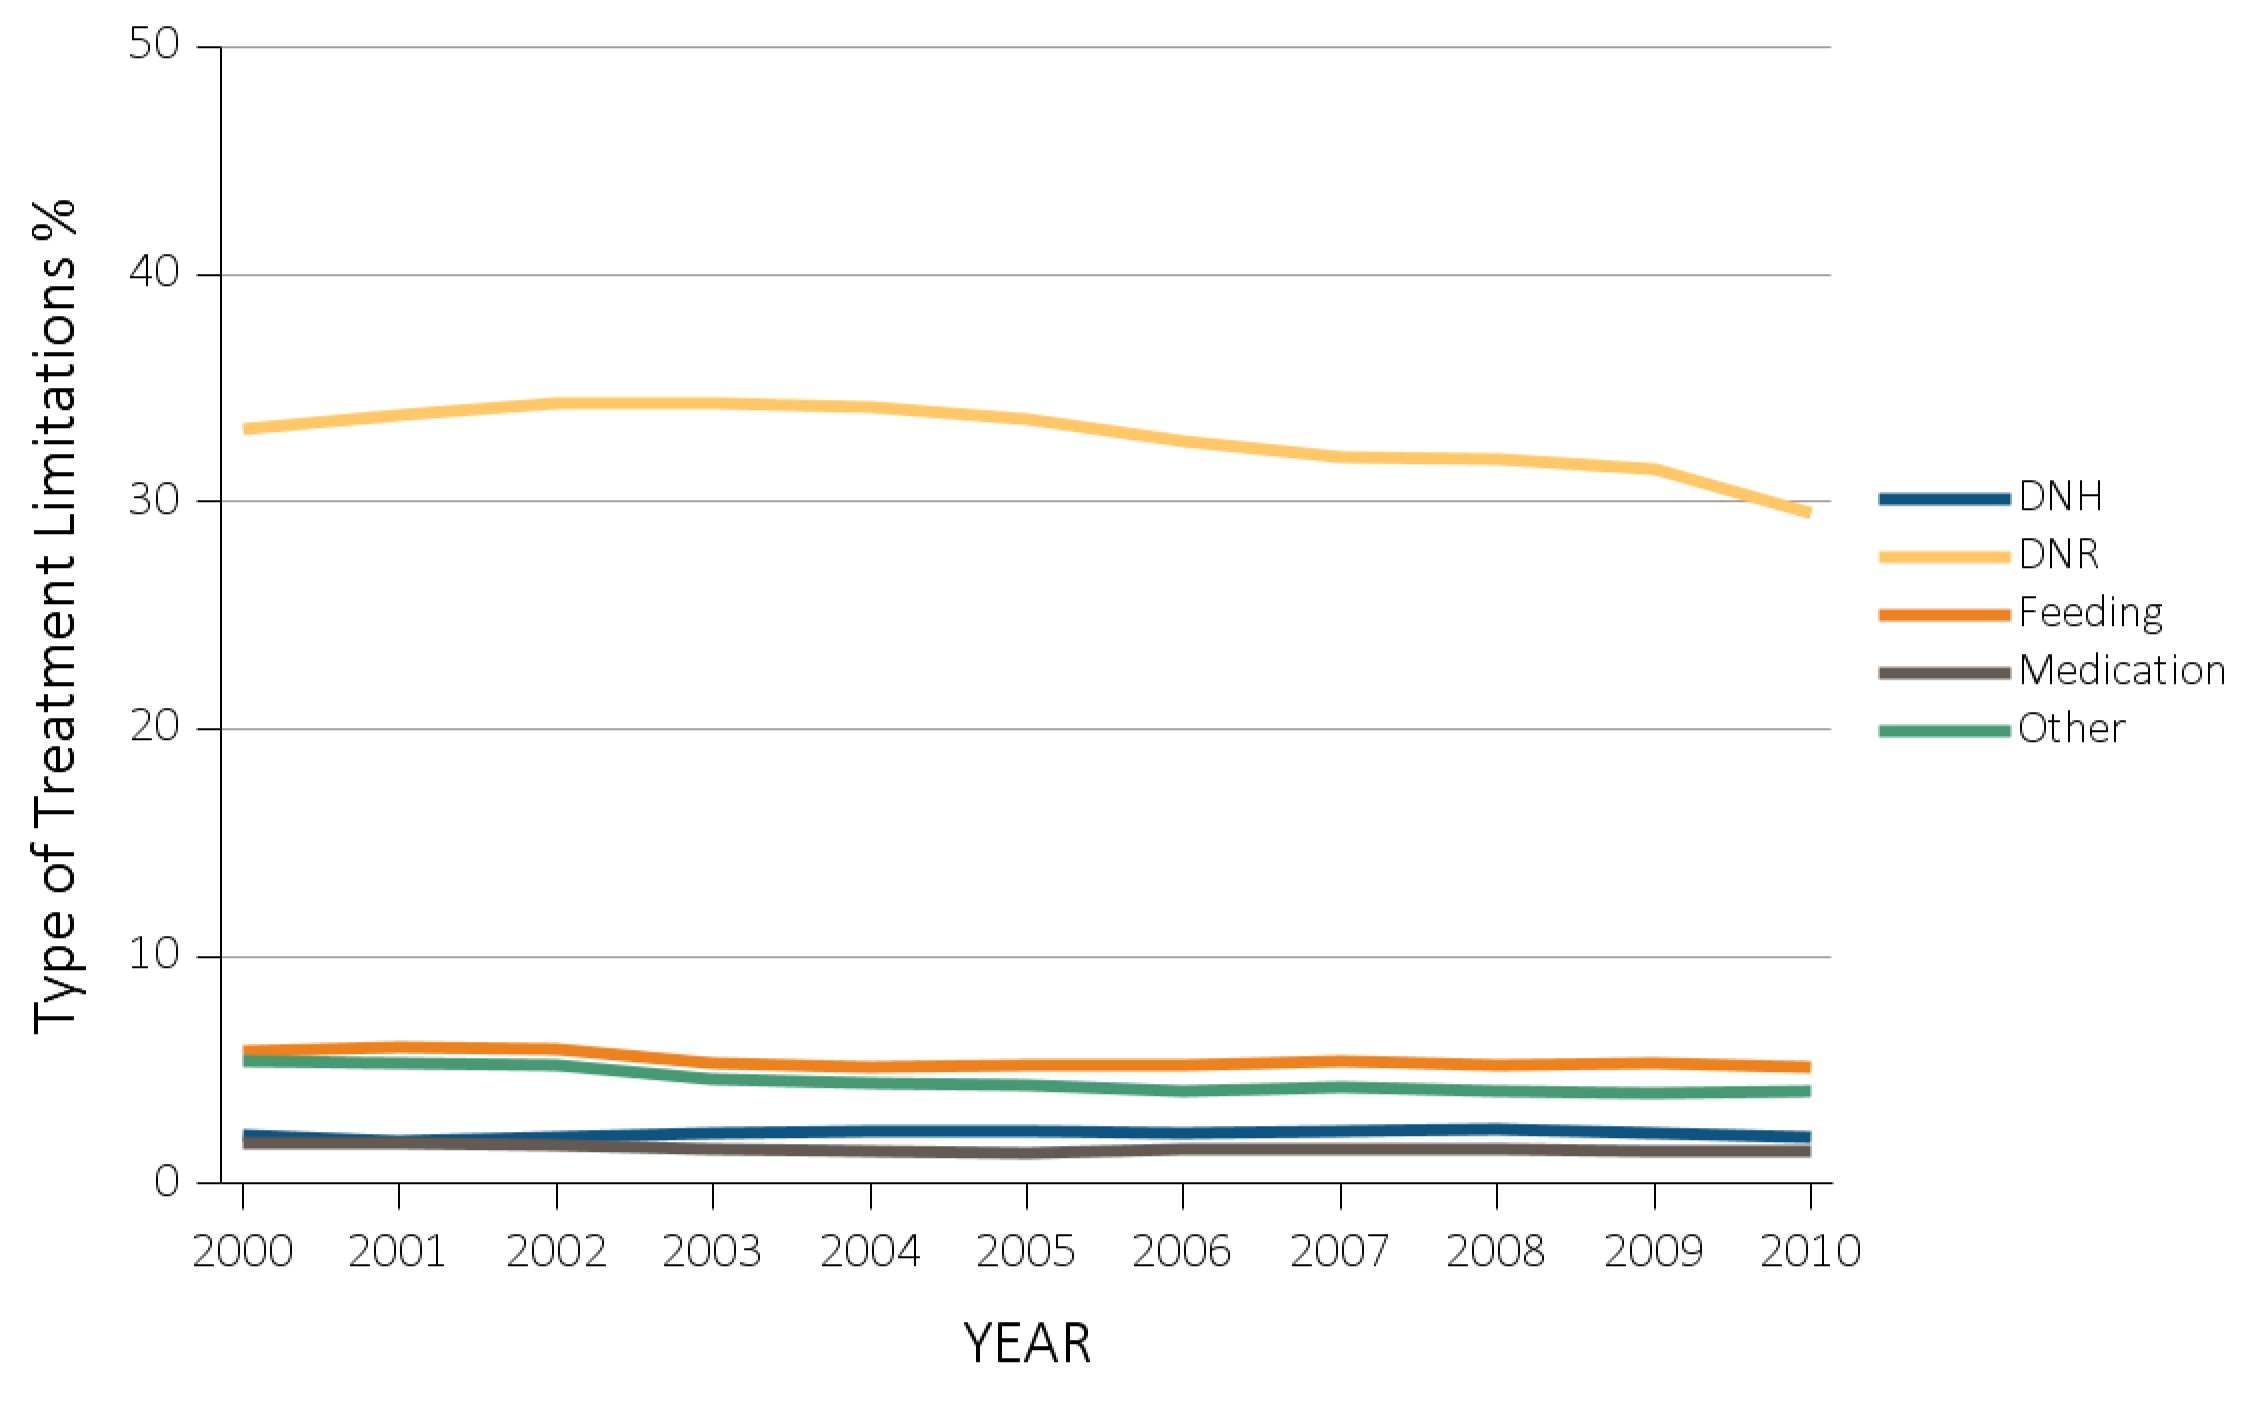 Type of Treatment Limitations %
50
40
30
20
10
0
2000 2001 2002 2003 2004 2005 2006 2007 2008 2009 2010
YEAR
DNH
DNR
Feeding
Medication
Other